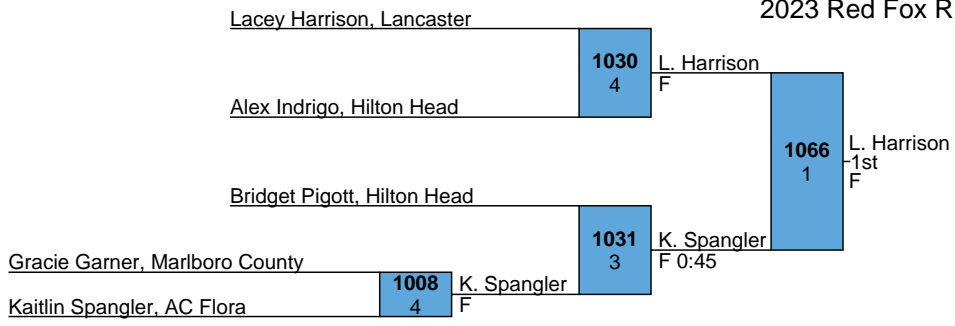 2023 Red Fox R
Lacey Harrison, Lancaster
1030
4
L. Harrison
F
Alex Indrigo, Hilton Head
1066
1
L. Harrison
1st
F
Bridget Pigott, Hilton Head
1031
3
K. Spangler
F 0:45
Gracie Garner, Marlboro County
1008
4
K. Spangler
F
Kaitlin Spangler, AC Flora